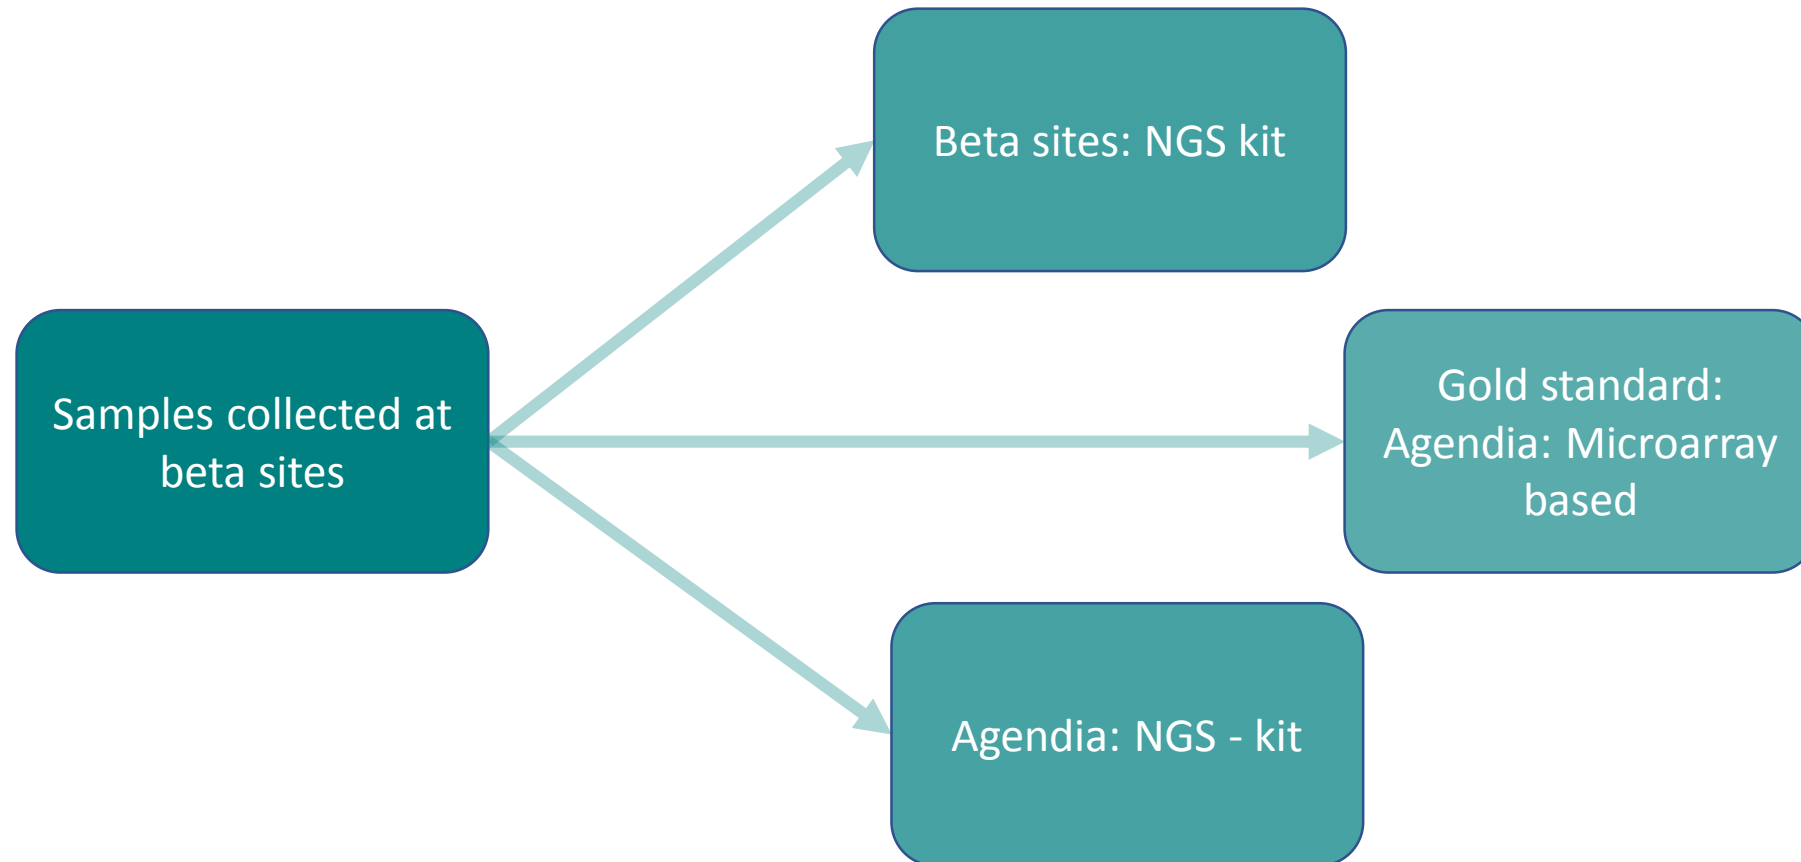 Beta sites: NGS kit
Samples collected at
beta sites
Gold standard:
Agendia: Microarray
based
Agendia: NGS - kit